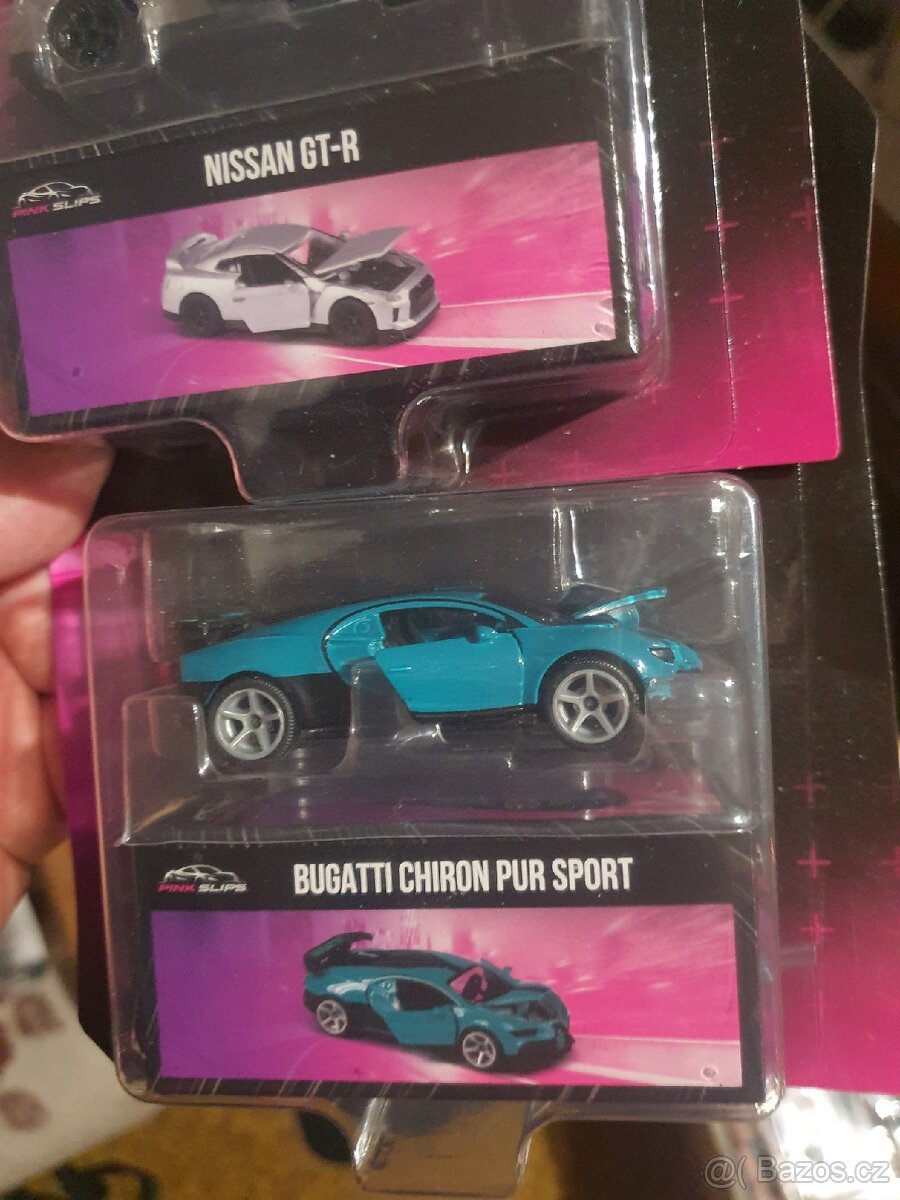 NISSAN GT-R
PINK SLIPS
BUGATTI CHIRON PUR SPORT
PINK SLIPS
@( Bazos.cz